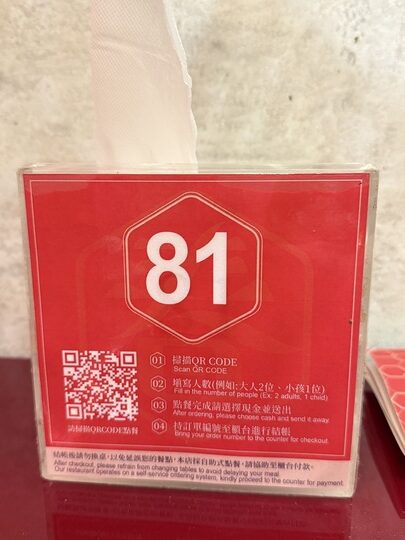 81
01 掃描QR CODE
Scan QR CODE
02 填寫人數(例如:大人2位、小孩1位)
Fill in the number of people (Ex: 2 adults, 1 child)
03 點餐完成請選擇現金並送出
After ordering, please choose cash and send it away.
04 持訂單編號至櫃台進行結帳
Bring your order number to the counter for checkout.
請掃描QRCODE點餐
結帳後請勿換桌,以免延誤您的餐點。本店採自助式點餐,請協助至櫃台付款。
After checkout, please refrain from changing tables to avoid delaying your meal.
Our restaurant operates on a self-service ordering system, kindly proceed to the counter for payment.